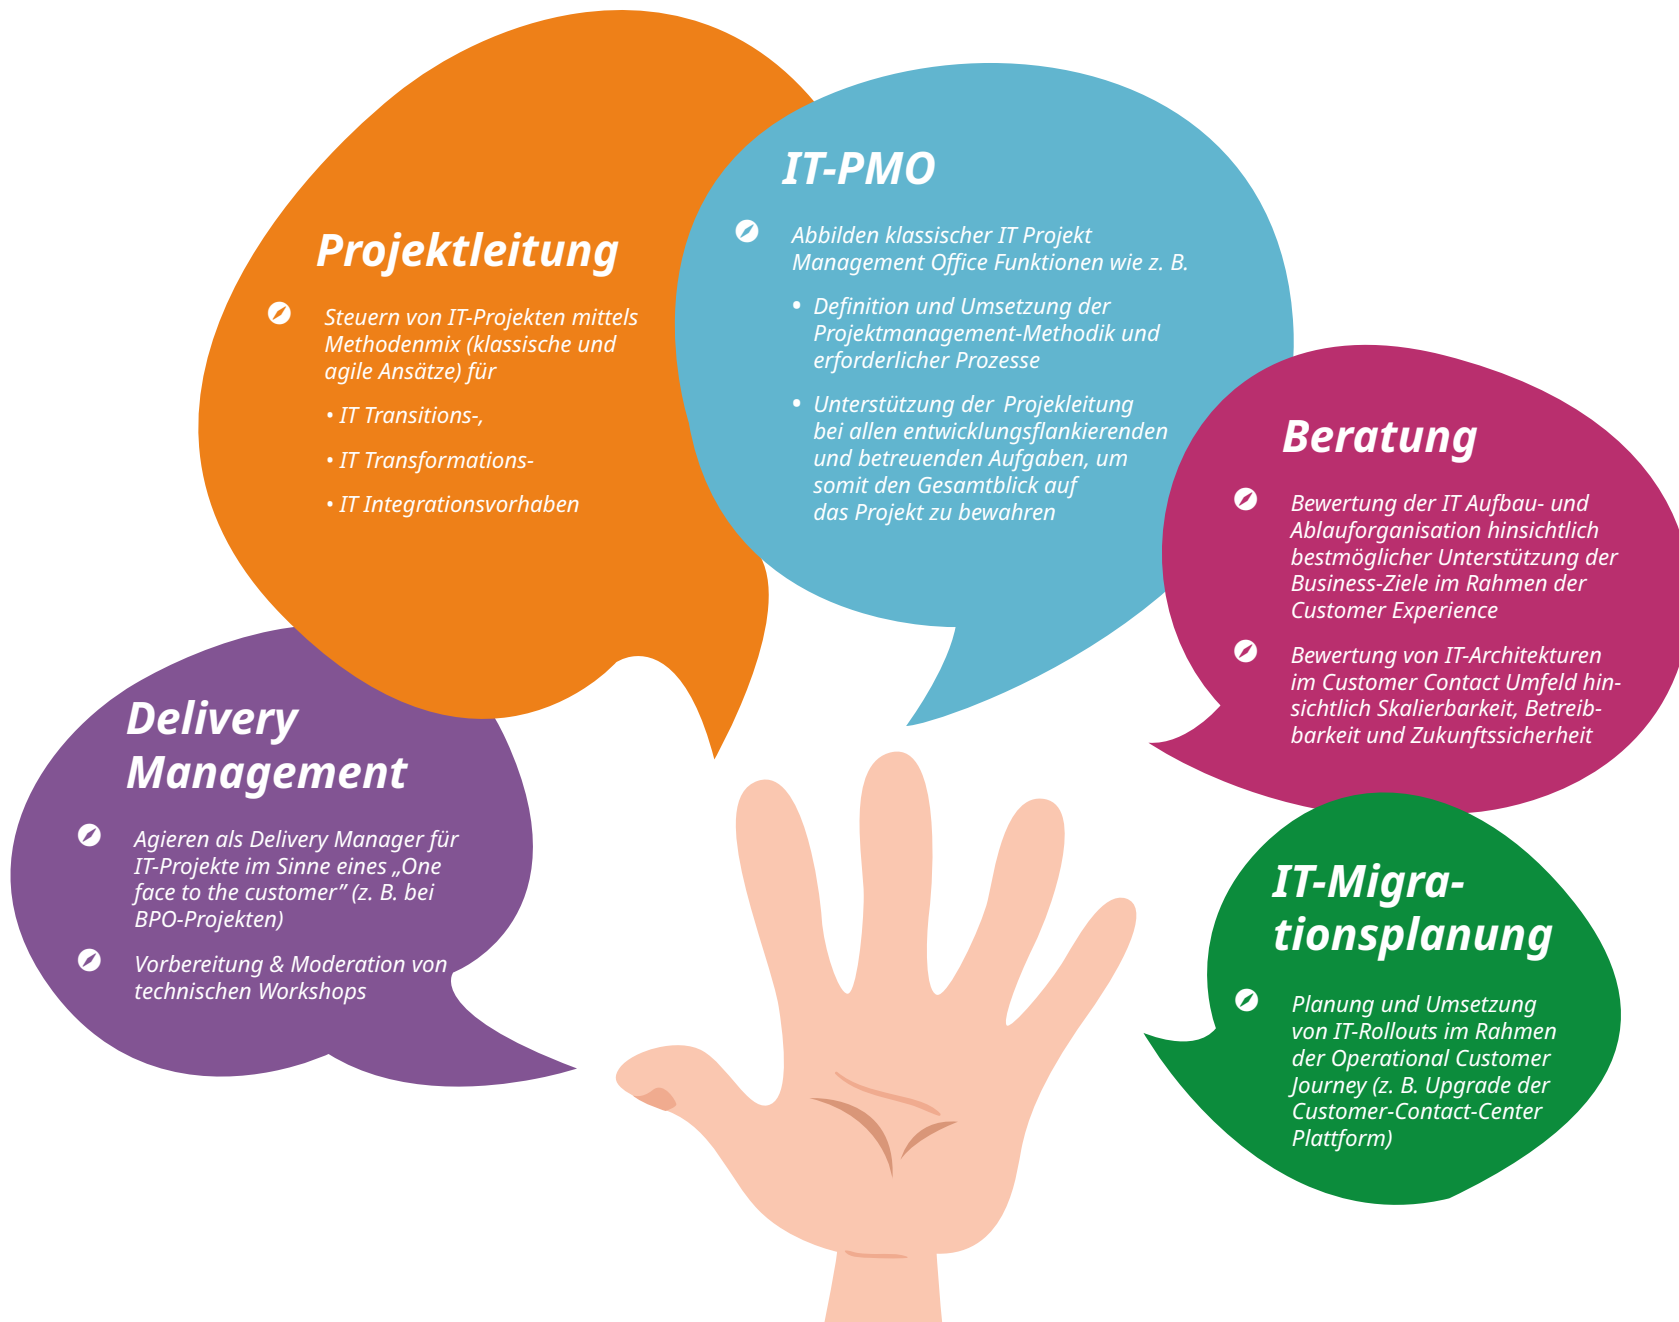 Projektleitung
Steuern von IT-Projekten mittels
Methodenmix (klassische und
agile Ansätze) für
• IT Transitions-,
• IT Transformations-
• IT Integrationsvorhaben
IT-PMO
Abbilden klassischer IT Projekt
Management Office Funktionen wie z. B.
• Definition und Umsetzung der
Projektmanagement-Methodik und
erforderlicher Prozesse
• Unterstützung der Projekleitung
bei allen entwicklungsflankierenden
und betreuenden Aufgaben, um
somit den Gesamtblick auf
das Projekt zu bewahren
Beratung
Bewertung der IT Aufbau- und
Ablauforganisation hinsichtlich
bestmöglicher Unterstützung der
Business-Ziele im Rahmen der
Customer Experience
Bewertung von IT-Architekturen
im Customer Contact Umfeld hin-
sichtlich Skalierbarkeit, Betreib-
barkeit und Zukunftssicherheit
Delivery
Management
Agieren als Delivery Manager für
IT-Projekte im Sinne eines „One
face to the customer” (z. B. bei
BPO-Projekten)
Vorbereitung & Moderation von
technischen Workshops
IT-Migra-
tionsplanung
Planung und Umsetzung
von IT-Rollouts im Rahmen
der Operational Customer
Journey (z. B. Upgrade der
Customer-Contact-Center
Plattform)